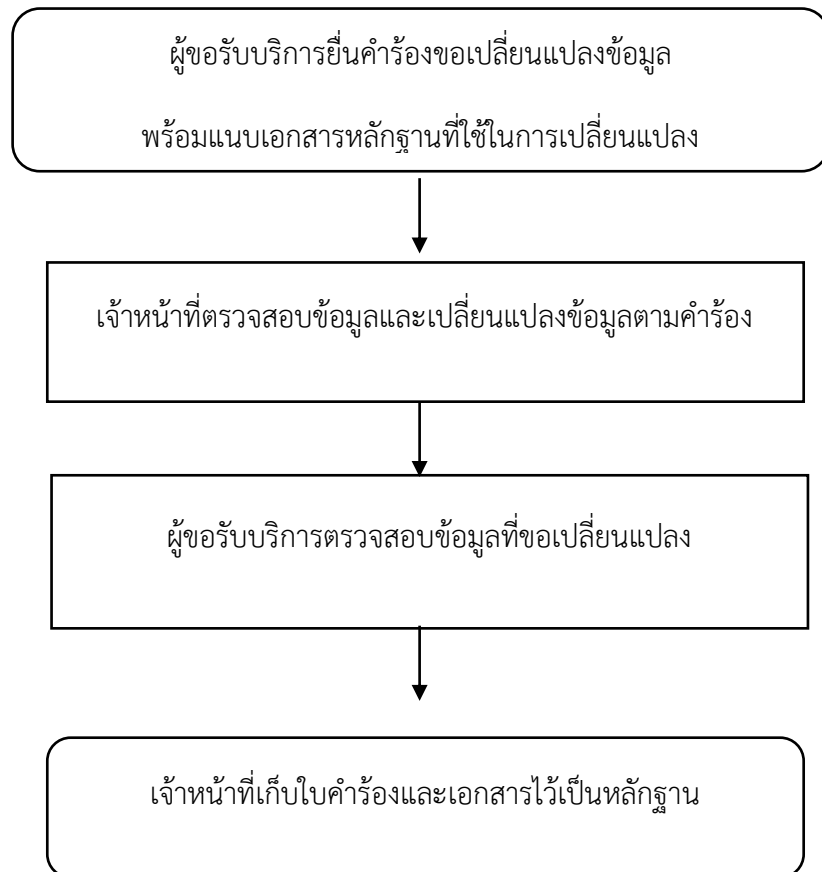 ผู้ขอรับบริการยื่นคำร้องขอเปลี่ยนแปลงข้อมูล
พร้อมแนบเอกสารหลักฐานที่ใช้ในการเปลี่ยนแปลง
เจ้าหน้าที่ตรวจสอบข้อมูลและเปลี่ยนแปลงข้อมูลตามคำร้อง
ผู้ขอรับบริการตรวจสอบข้อมูลที่ขอเปลี่ยนแปลง
เจ้าหน้าที่เก็บใบคำร้องและเอกสารไว้เป็นหลักฐาน